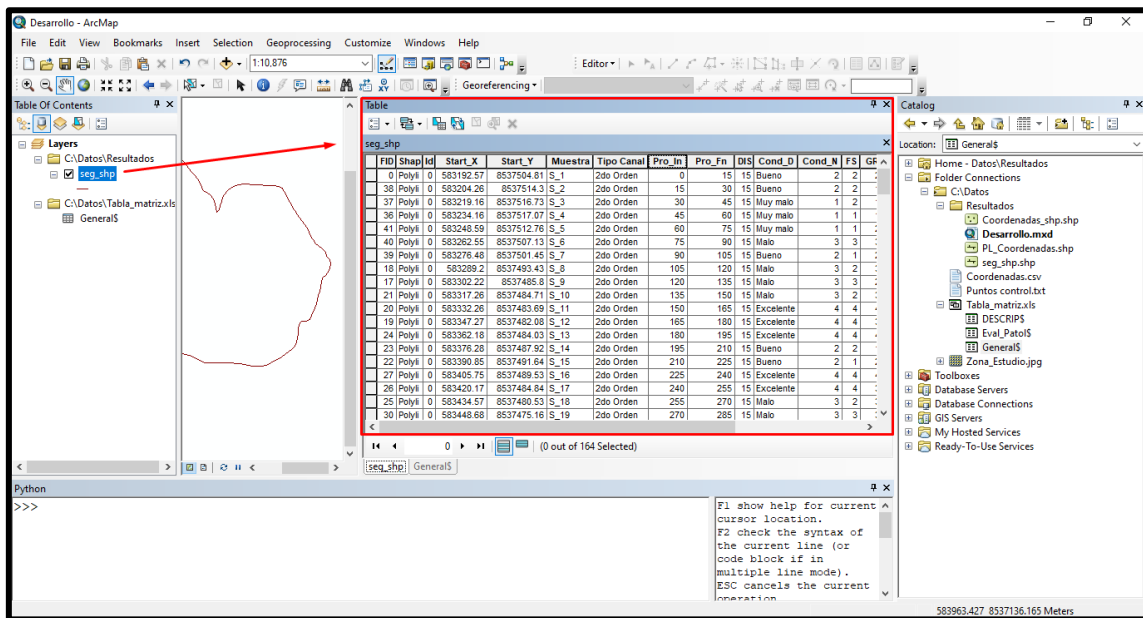 Desarrollo - ArcMap
File Edit View Bookmarks Insert Selection Geoprocessing Customize Windows Help
1:10,876
Editor
Georeferencing
Table Of Contents
Layers
C:\Datos\Resultados
seg_shp
C:\Datos\Tabla_matriz.xls
General$
Table
seg_shp
FID Shap Id Start_X Start_Y Muestra Tipo Canal Pro_In Pro_Fn DIS Cond_D Cond_N FS GR
0 Polyli 0 583192.57 8537504.81 S_1 2do Orden 0 15 15 Bueno 2 2
38 Polyli 0 583204.26 8537514.3 S_2 2do Orden 15 30 15 Bueno 2 2
37 Polyli 0 583219.16 8537516.73 S_3 2do Orden 30 45 15 Muy malo 1 2
36 Polyli 0 583234.16 8537517.07 S_4 2do Orden 45 60 15 Muy malo 1 1
41 Polyli 0 583248.59 8537512.76 S_5 2do Orden 60 75 15 Muy malo 1 1
40 Polyli 0 583262.55 8537507.13 S_6 2do Orden 75 90 15 Malo 3 3
39 Polyli 0 583276.48 8537501.45 S_7 2do Orden 90 105 15 Bueno 2 1
18 Polyli 0 583289.2 8537493.43 S_8 2do Orden 105 120 15 Malo 3 2
17 Polyli 0 583302.22 8537485.8 S_9 2do Orden 120 135 15 Malo 3 3
21 Polyli 0 583317.26 8537484.71 S_10 2do Orden 135 150 15 Malo 3 2
20 Polyli 0 583332.26 8537483.69 S_11 2do Orden 150 165 15 Excelente 4 4
19 Polyli 0 583347.27 8537482.08 S_12 2do Orden 165 180 15 Excelente 4 4
24 Polyli 0 583362.18 8537484.03 S_13 2do Orden 180 195 15 Excelente 4 4
23 Polyli 0 583376.28 8537487.92 S_14 2do Orden 195 210 15 Bueno 2 2
22 Polyli 0 583390.85 8537491.64 S_15 2do Orden 210 225 15 Bueno 2 1
27 Polyli 0 583405.75 8537489.53 S_16 2do Orden 225 240 15 Excelente 4 4
26 Polyli 0 583420.17 8537484.84 S_17 2do Orden 240 255 15 Excelente 4 4
25 Polyli 0 583434.57 8537480.53 S_18 2do Orden 255 270 15 Malo 3 2
30 Polyli 0 583448.68 8537475.16 S_19 2do Orden 270 285 15 Malo 3 3
0 (0 out of 164 Selected)
seg_shp General$
Catalog
Location: General$
Home - Datos\Resultados
Folder Connections
C:\Datos
Resultados
Coordenadas_shp.shp
Desarrollo.mxd
PL_Coordenadas.shp
seg_shp.shp
Coordenadas.csv
Puntos control.txt
Tabla_matriz.xls
DESCRIP$
Eval_Patol$
General$
Zona_Estudio.jpg
Toolboxes
Database Servers
Database Connections
GIS Servers
My Hosted Services
Ready-To-Use Services
Python
>>>
F1 show help for current
cursor location.
F2 check the syntax of
the current line (or
code block if in
multiple line mode).
ESC cancels the current
operation
583963.427 8537136.165 Meters